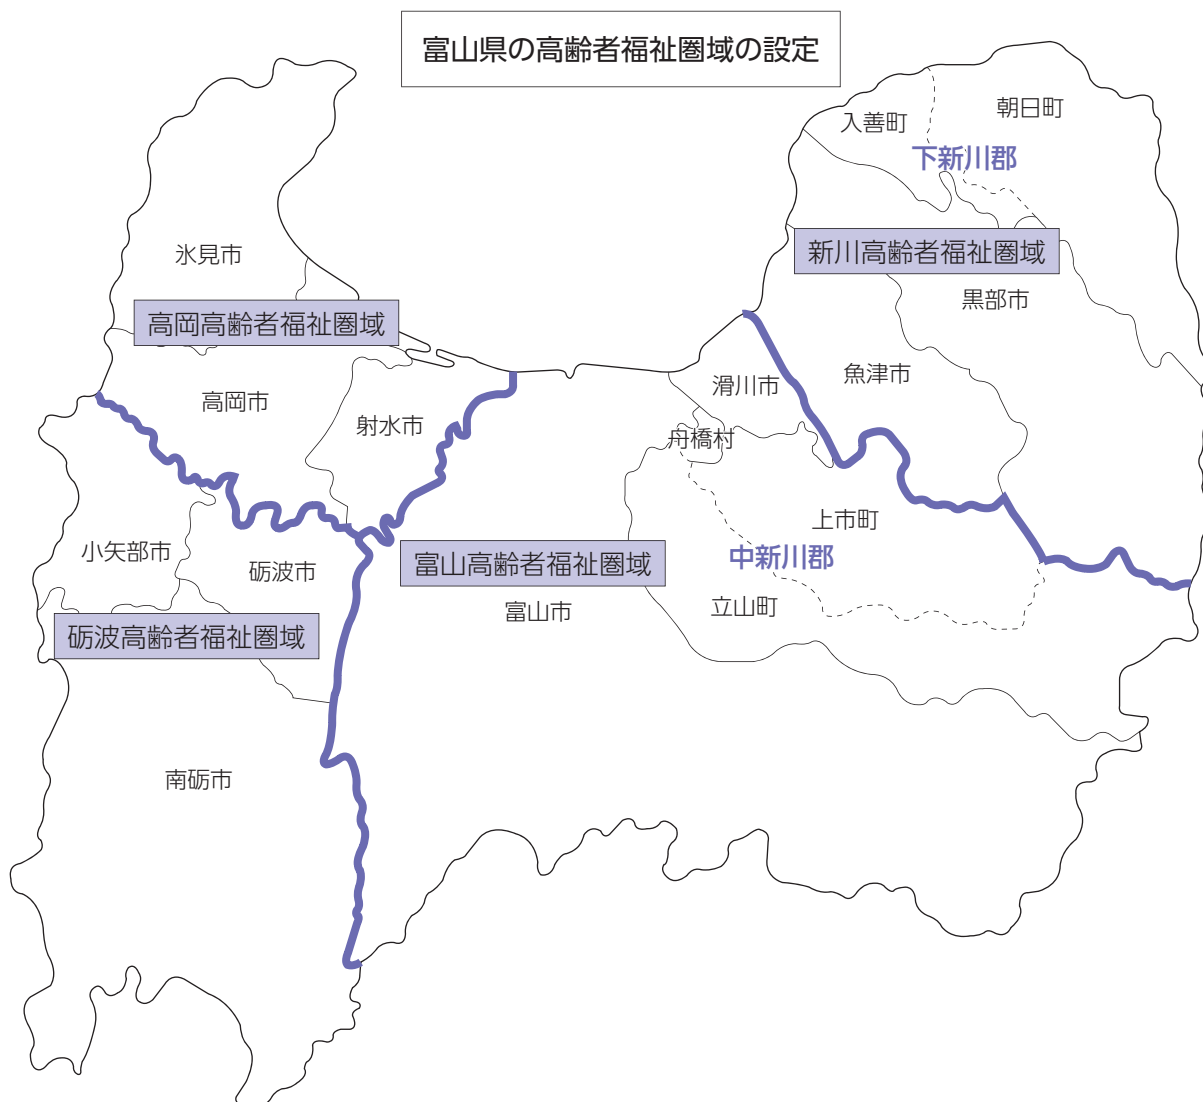 富山県の高齢者福祉圏域の設定
朝日町
入善町
下新川郡
氷見市
新川高齢者福祉圏域
黒部市
高岡高齢者福祉圏域
魚津市
滑川市
高岡市
射水市
舟橋村
上市町
小矢部市
砺波市
富山高齢者福祉圏域
中新川郡
富山市
立山町
砺波高齢者福祉圏域
南砺市